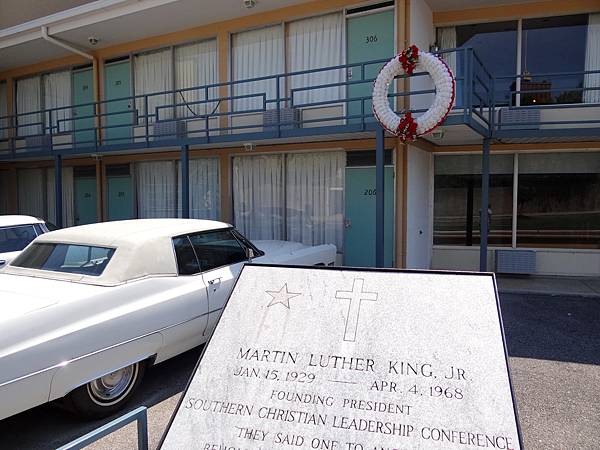 306
206
MARTIN LUTHER KING, JR.
JAN. 15, 1929 — APR. 4, 1968
FOUNDING PRESIDENT
SOUTHERN CHRISTIAN LEADERSHIP CONFERENCE
THEY SAID ONE TO